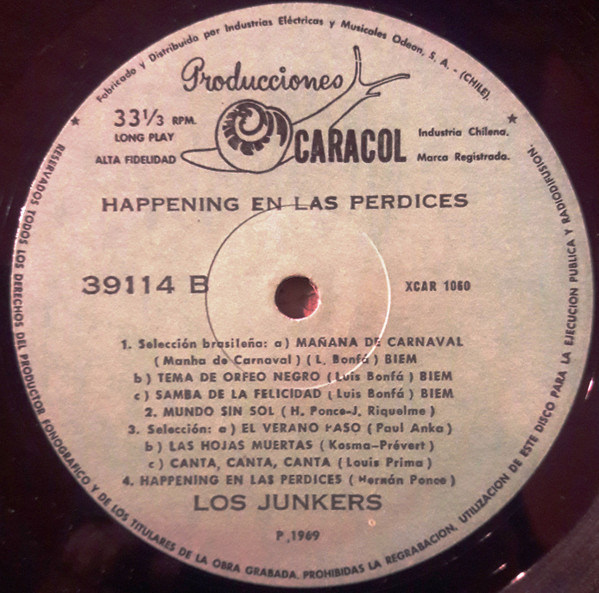 Fabricado y Distribuido por Industrias Eléctricas y Musicales Odeon, S. A. - (CHILE).
Producciones
CARACOL
33 1/3 RPM.
LONG PLAY
ALTA FIDELIDAD
Industria Chilena.
Marca Registrada.
HAPPENING EN LAS PERDICES
39114 B
XCAR 1060
1. Selección brasileña: a) MAÑANA DE CARNAVAL
(Manha de Carnaval) (L. Bonfá) BIEM
b) TEMA DE ORFEO NEGRO (Luis Bonfá) BIEM
c) SAMBA DE LA FELICIDAD (Luis Bonfá) BIEM
2. MUNDO SIN SOL (H. Ponce-J. Riquelme)
3. Selección: a) EL VERANO PASO (Paul Anka)
b) LAS HOJAS MUERTAS (Kosma-Prévert)
c) CANTA, CANTA, CANTA (Louis Prima)
4. HAPPENING EN LAS PERDICES (Hernán Ponce)
LOS JUNKERS
P, 1969
RESERVADOS TODOS LOS DERECHOS DEL PRODUCTOR FONOGRAFICO Y DE LOS TITULARES DE LA OBRA GRABADA. PROHIBIDAS LA REGRABACION, UTILIZACION DE ESTE DISCO PARA LA EJECUCION PUBLICA Y RADIODIFUSION.